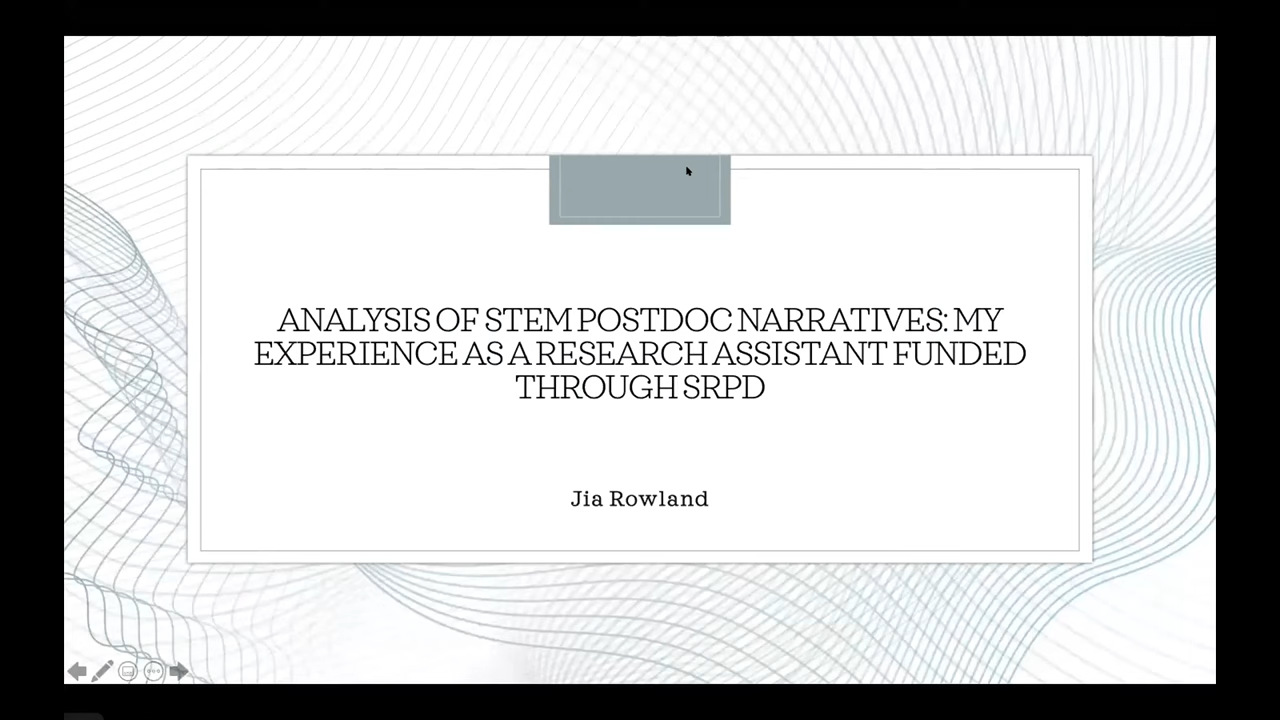 ANALYSIS OF STEM POSTDOC NARRATIVES: MY
EXPERIENCE AS A RESEARCH ASSISTANT FUNDED
THROUGH SRPD
Jia Rowland